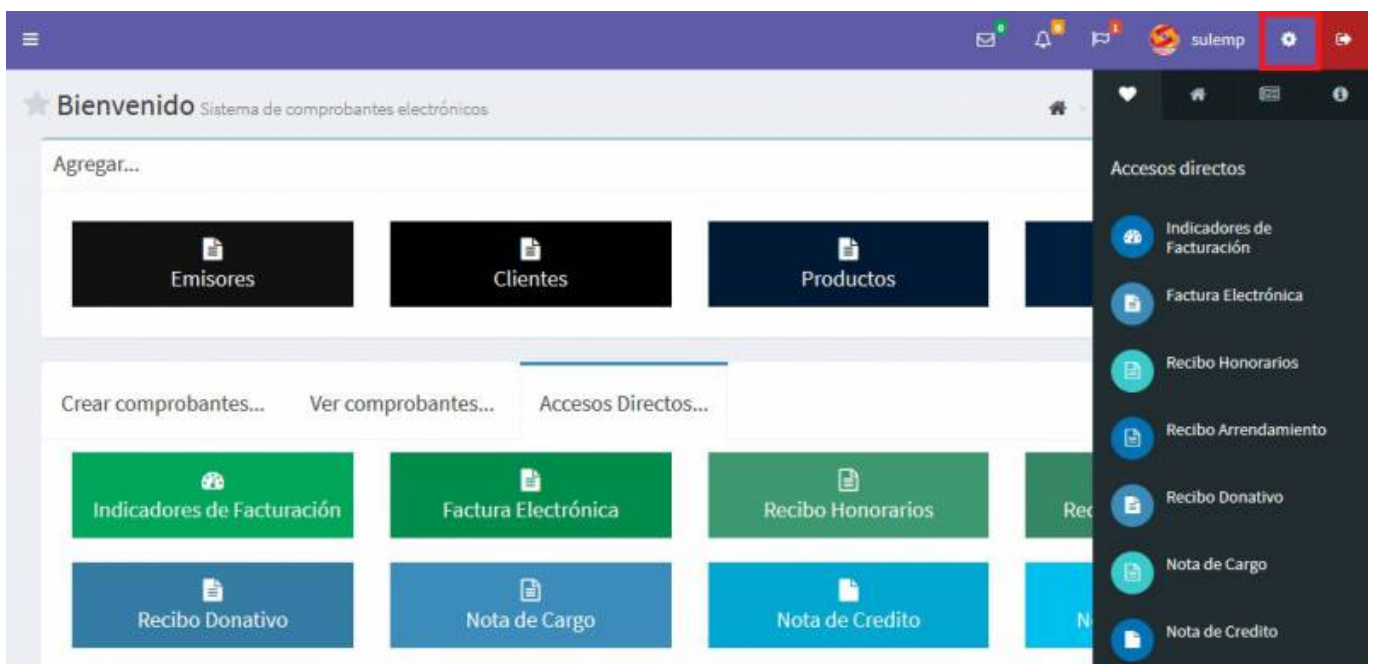 sulemp
Bienvenido Sistema de comprobantes electrónicos
Agregar...
Emisores
Clientes
Productos
Crear comprobantes...
Ver comprobantes...
Accesos Directos...
Indicadores de Facturación
Factura Electrónica
Recibo Honorarios
Rec
Recibo Donativo
Nota de Cargo
Nota de Credito
N
Accesos directos
Indicadores de
Facturación
Factura Electrónica
Recibo Honorarios
Recibo Arrendamiento
Recibo Donativo
Nota de Cargo
Nota de Credito